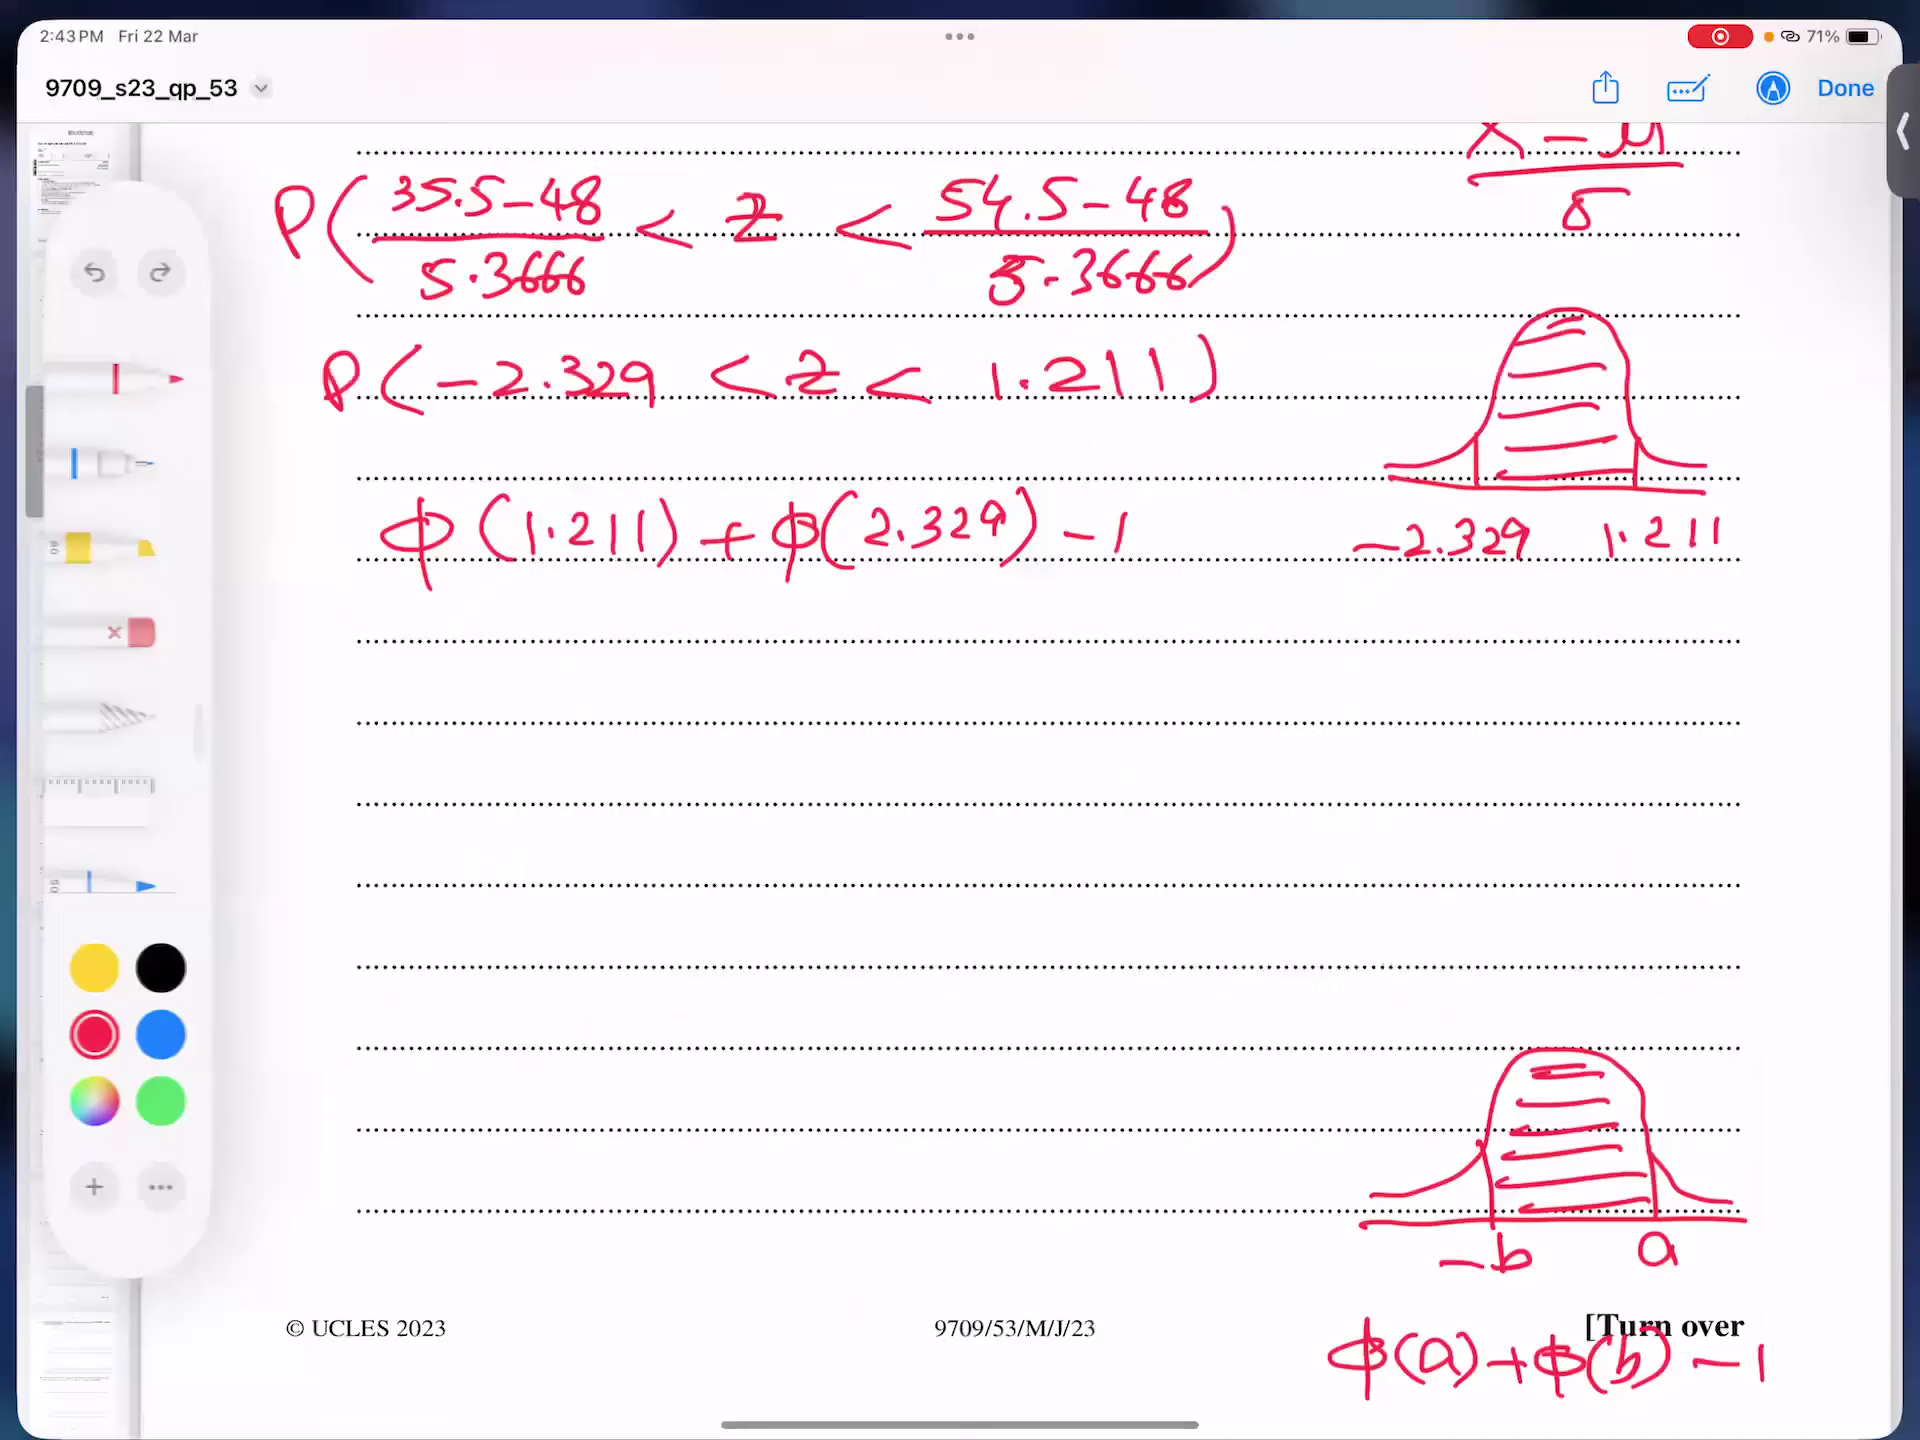 2:43 PM Fri 22 Mar
71%
9709_s23_qp_53
Done
X – μ
σ
P( 35.5 – 48 / 5.3666 < Z < 54.5 – 48 / 5.3666 )
P( – 2.329 < Z < 1.211 )
ϕ (1.211) + ϕ(2.329) – 1
–2.329 1.211
–b a
© UCLES 2023
9709/53/M/J/23
[Turn over
ϕ(a) + ϕ(b) – 1